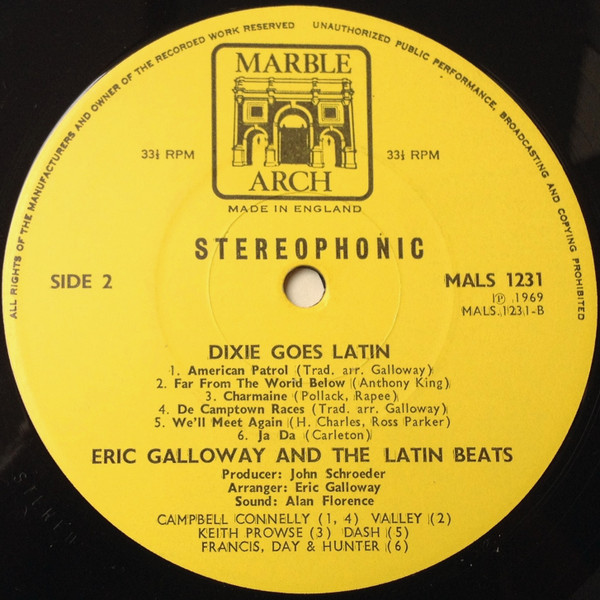 ALL RIGHTS OF THE MANUFACTURERS AND OWNER OF THE RECORDED WORK RESERVED UNAUTHORIZED PUBLIC PERFORMANCE, BROADCASTING AND COPYING PROHIBITED
MARBLE
ARCH
33⅓ RPM 33⅓ RPM
MADE IN ENGLAND
STEREOPHONIC
SIDE 2 MALS 1231
℗ 1969
MALS.1231-B
DIXIE GOES LATIN
1. American Patrol (Trad. arr. Galloway)
2. Far From The World Below (Anthony King)
3. Charmaine (Pollack, Rapee)
4. De Camptown Races (Trad. arr. Galloway)
5. We'll Meet Again (H. Charles, Ross Parker)
6. Ja Da (Carleton)
ERIC GALLOWAY AND THE LATIN BEATS
Producer: John Schroeder
Arranger: Eric Galloway
Sound: Alan Florence
CAMPBELL CONNELLY (1, 4) VALLEY (2)
KEITH PROWSE (3) DASH (5)
FRANCIS, DAY & HUNTER (6)
STEREO